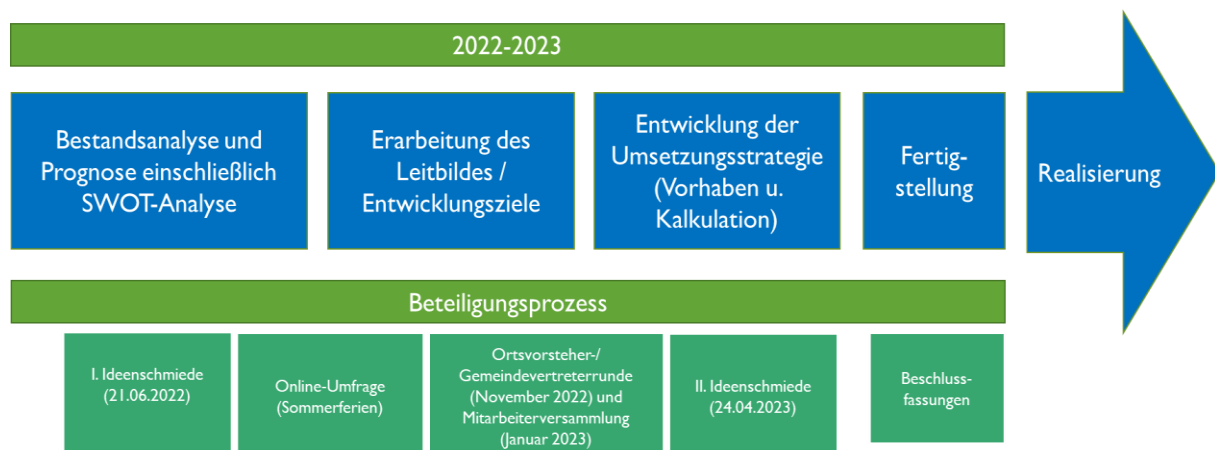 2022-2023
Bestandsanalyse und
Prognose einschließlich
SWOT-Analyse
Erarbeitung des
Leitbildes /
Entwicklungsziele
Entwicklung der
Umsetzungsstrategie
(Vorhaben u.
Kalkulation)
Fertig-
stellung
Realisierung
Beteiligungsprozess
I. Ideenschmiede
(21.06.2022)
Online-Umfrage
(Sommerferien)
Ortsvorsteher-/
Gemeindevertreterrunde
(November 2022) und
Mitarbeiterversammlung
(Januar 2023)
II. Ideenschmiede
(24.04.2023)
Beschluss-
fassungen